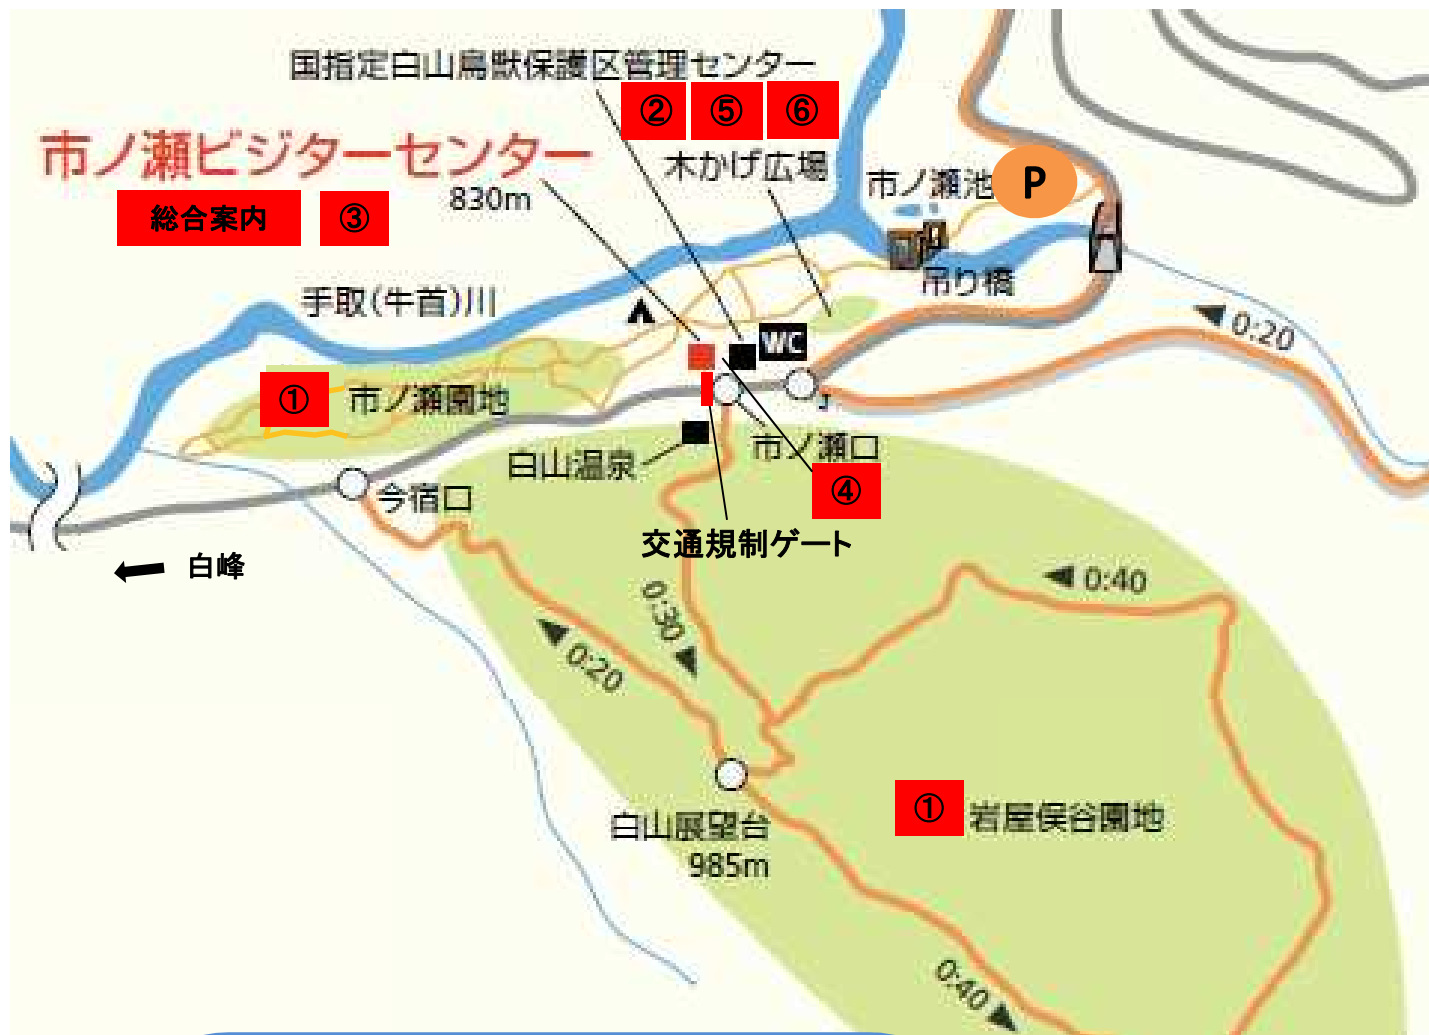 国指定白山鳥獣保護区管理センター
② ⑤ ⑥
市ノ瀬ビジターセンター
830m
総合案内 ③
木かげ広場
市ノ瀬池
P
吊り橋
手取(牛首)川
WC
0:20
① 市ノ瀬園地
市ノ瀬口
白山温泉
④
今宿口
交通規制ゲート
白峰
0:40
0:30
0:20
① 岩屋俣谷園地
白山展望台
985m
0:40